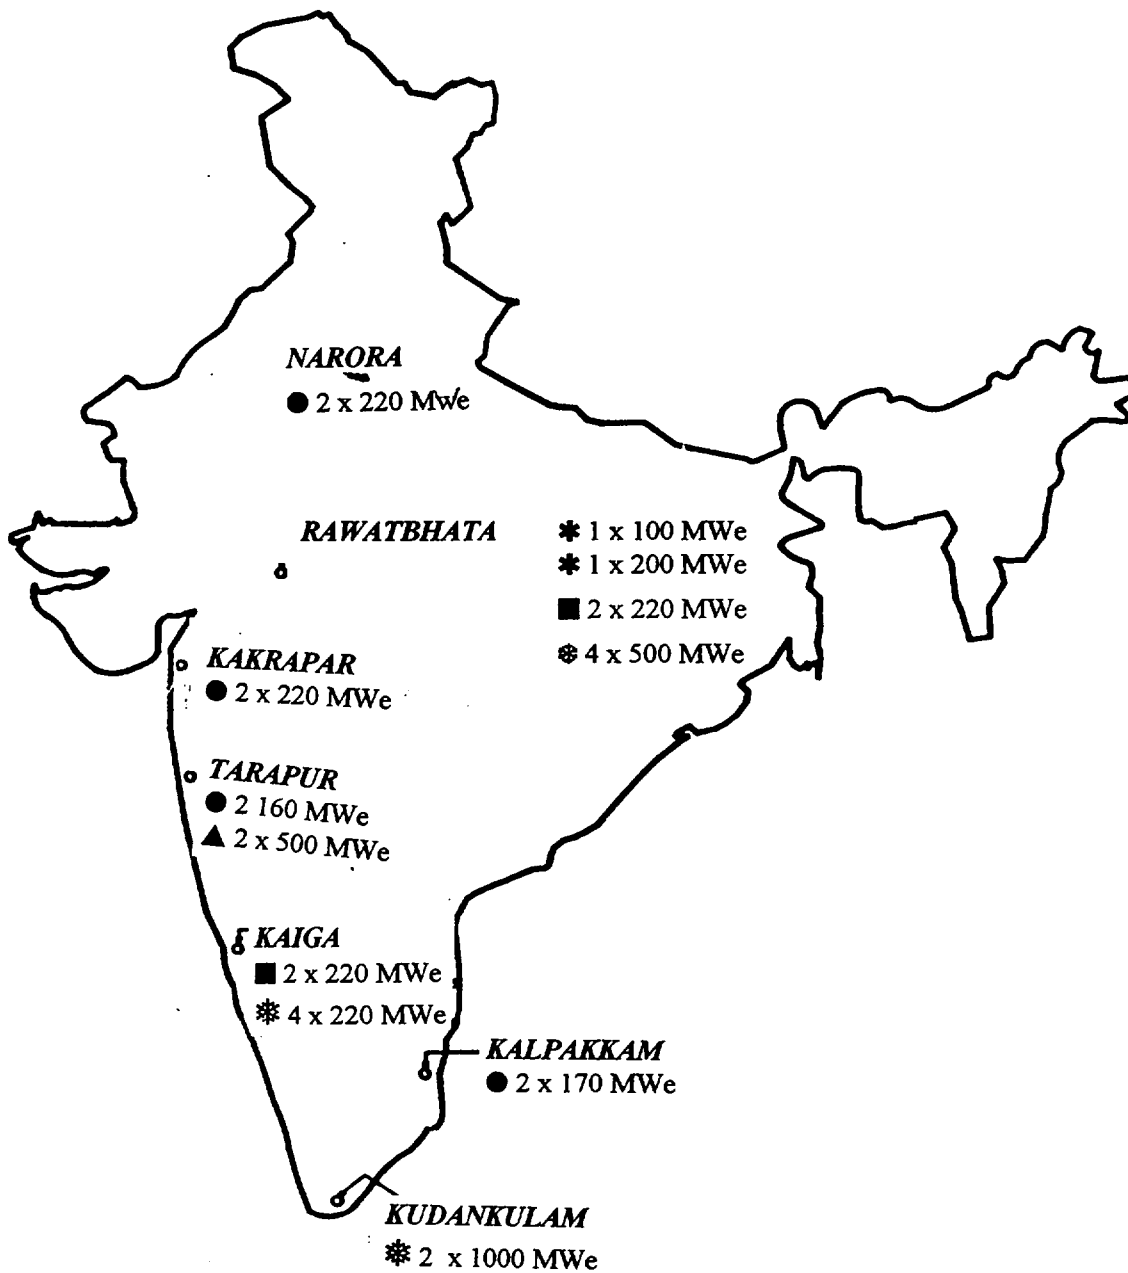 NARORA
● 2 x 220 MWe
RAWATBHATA
✱ 1 x 100 MWe
✱ 1 x 200 MWe
■ 2 x 220 MWe
❄ 4 x 500 MWe
KAKRAPAR
● 2 x 220 MWe
TARAPUR
● 2 160 MWe
▲ 2 x 500 MWe
KAIGA
■ 2 x 220 MWe
❄ 4 x 220 MWe
KALPAKKAM
● 2 x 170 MWe
KUDANKULAM
❄ 2 x 1000 MWe